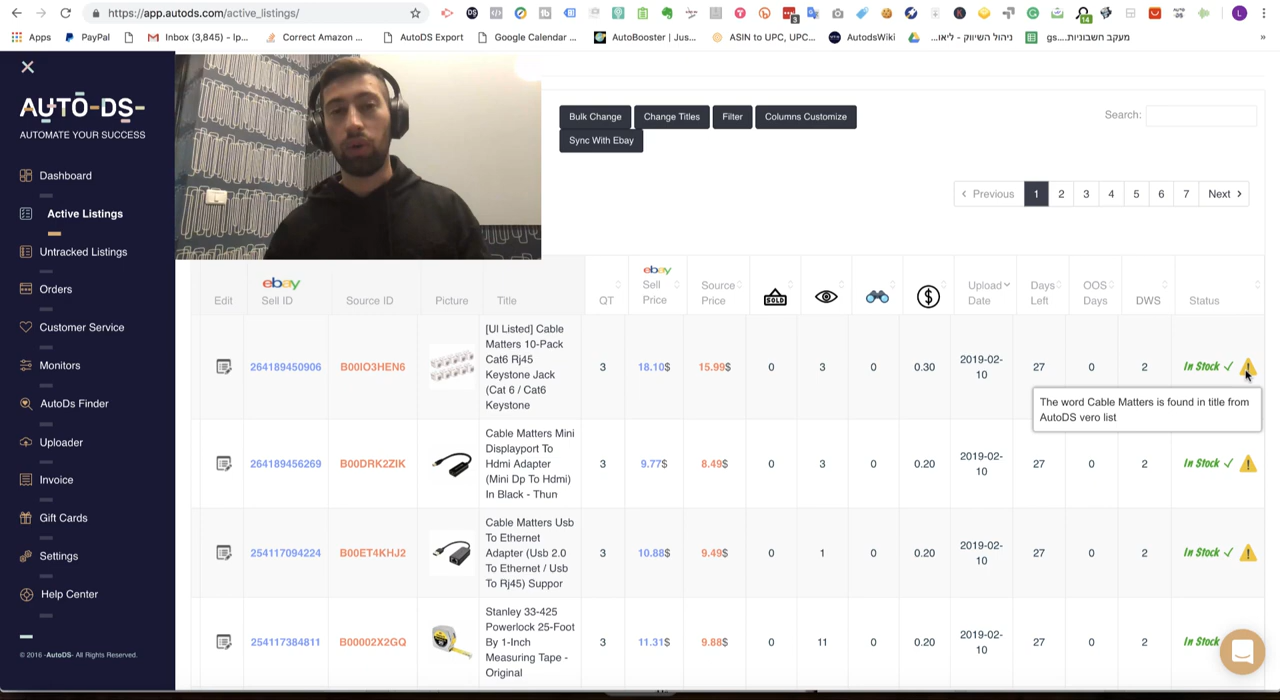 https://app.autods.com/active_listings/
Apps
PayPal
Inbox (3,845) - lp...
Correct Amazon ...
AutoDS Export
Google Calendar ...
AutoBooster | Jus...
ASIN to UPC, UPC...
AutodsWiki
ניהול השיווק - ליאו...
מעקב חשבוניות....gs
»
AUTO-DS-
AUTOMATE YOUR SUCCESS
Dashboard
Active Listings
Untracked Listings
Orders
Customer Service
Monitors
AutoDs Finder
Uploader
Invoice
Gift Cards
Settings
Help Center
© 2016 -AutoDS- All Rights Reserved.
Bulk Change
Change Titles
Filter
Columns Customize
Sync With Ebay
Search:
Previous 1 2 3 4 5 6 7 Next
Edit
ebay
Sell ID
Source ID
Picture
Title
QT
ebay
Sell
Price
Source
Price
SOLD
$
Upload
Date
Days
Left
OOS
Days
DWS
Status
264189450906
B00IO3HEN6
[Ul Listed] Cable
Matters 10-Pack
Cat6 Rj45
Keystone Jack
(Cat 6 / Cat6
Keystone
3
18.10$
15.99$
0
3
0
0.30
2019-02-
10
27
0
2
In Stock ✓
The word Cable Matters is found in title from
AutoDS vero list
264189456269
B00DRK2ZIK
Cable Matters Mini
Displayport To
Hdmi Adapter
(Mini Dp To Hdmi)
In Black - Thun
3
9.77$
8.49$
0
3
0
0.20
2019-02-
10
27
0
2
In Stock ✓
254117094224
B00ET4KHJ2
Cable Matters Usb
To Ethernet
Adapter (Usb 2.0
To Ethernet / Usb
To Rj45) Suppor
3
10.88$
9.49$
0
1
0
0.20
2019-02-
10
27
0
2
In Stock ✓
254117384811
B00002X2GQ
Stanley 33-425
Powerlock 25-Foot
By 1-Inch
Measuring Tape -
Original
3
11.31$
9.88$
0
11
0
0.20
2019-02-
10
27
0
2
In Stock